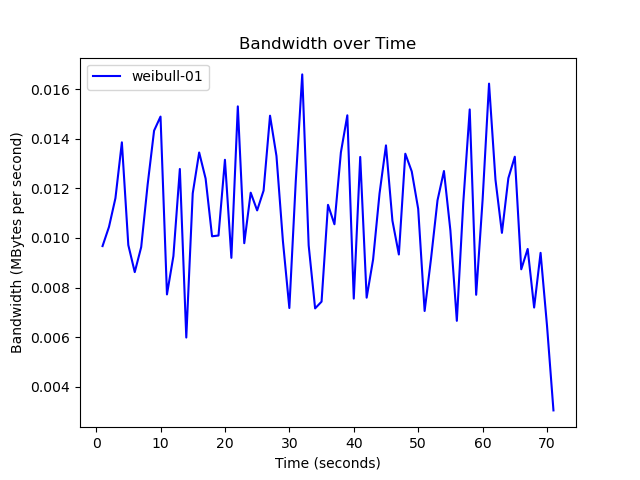 Bandwidth over Time
weibull-01
Bandwidth (MBytes per second)
0.016
0.014
0.012
0.010
0.008
0.006
0.004
0 10 20 30 40 50 60 70
Time (seconds)